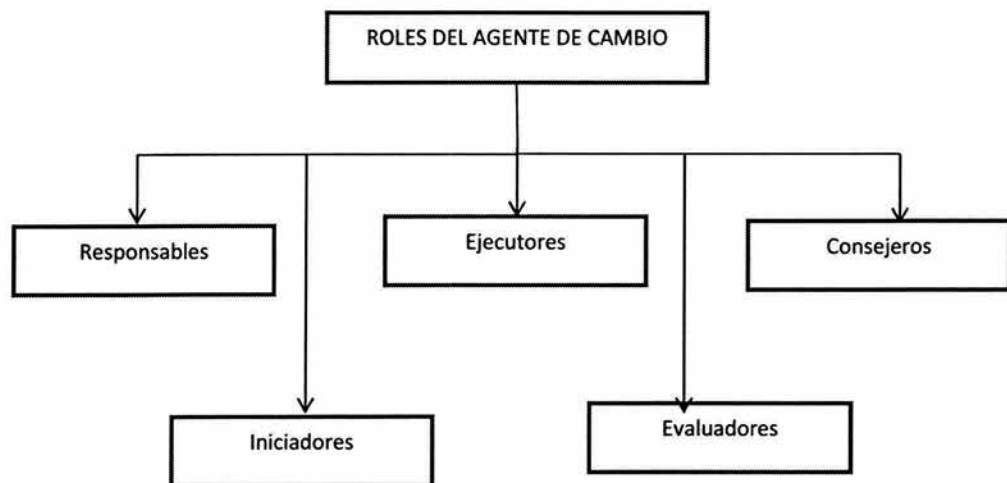 ROLES DEL AGENTE DE CAMBIO
Responsables
Ejecutores
Consejeros
Iniciadores
Evaluadores